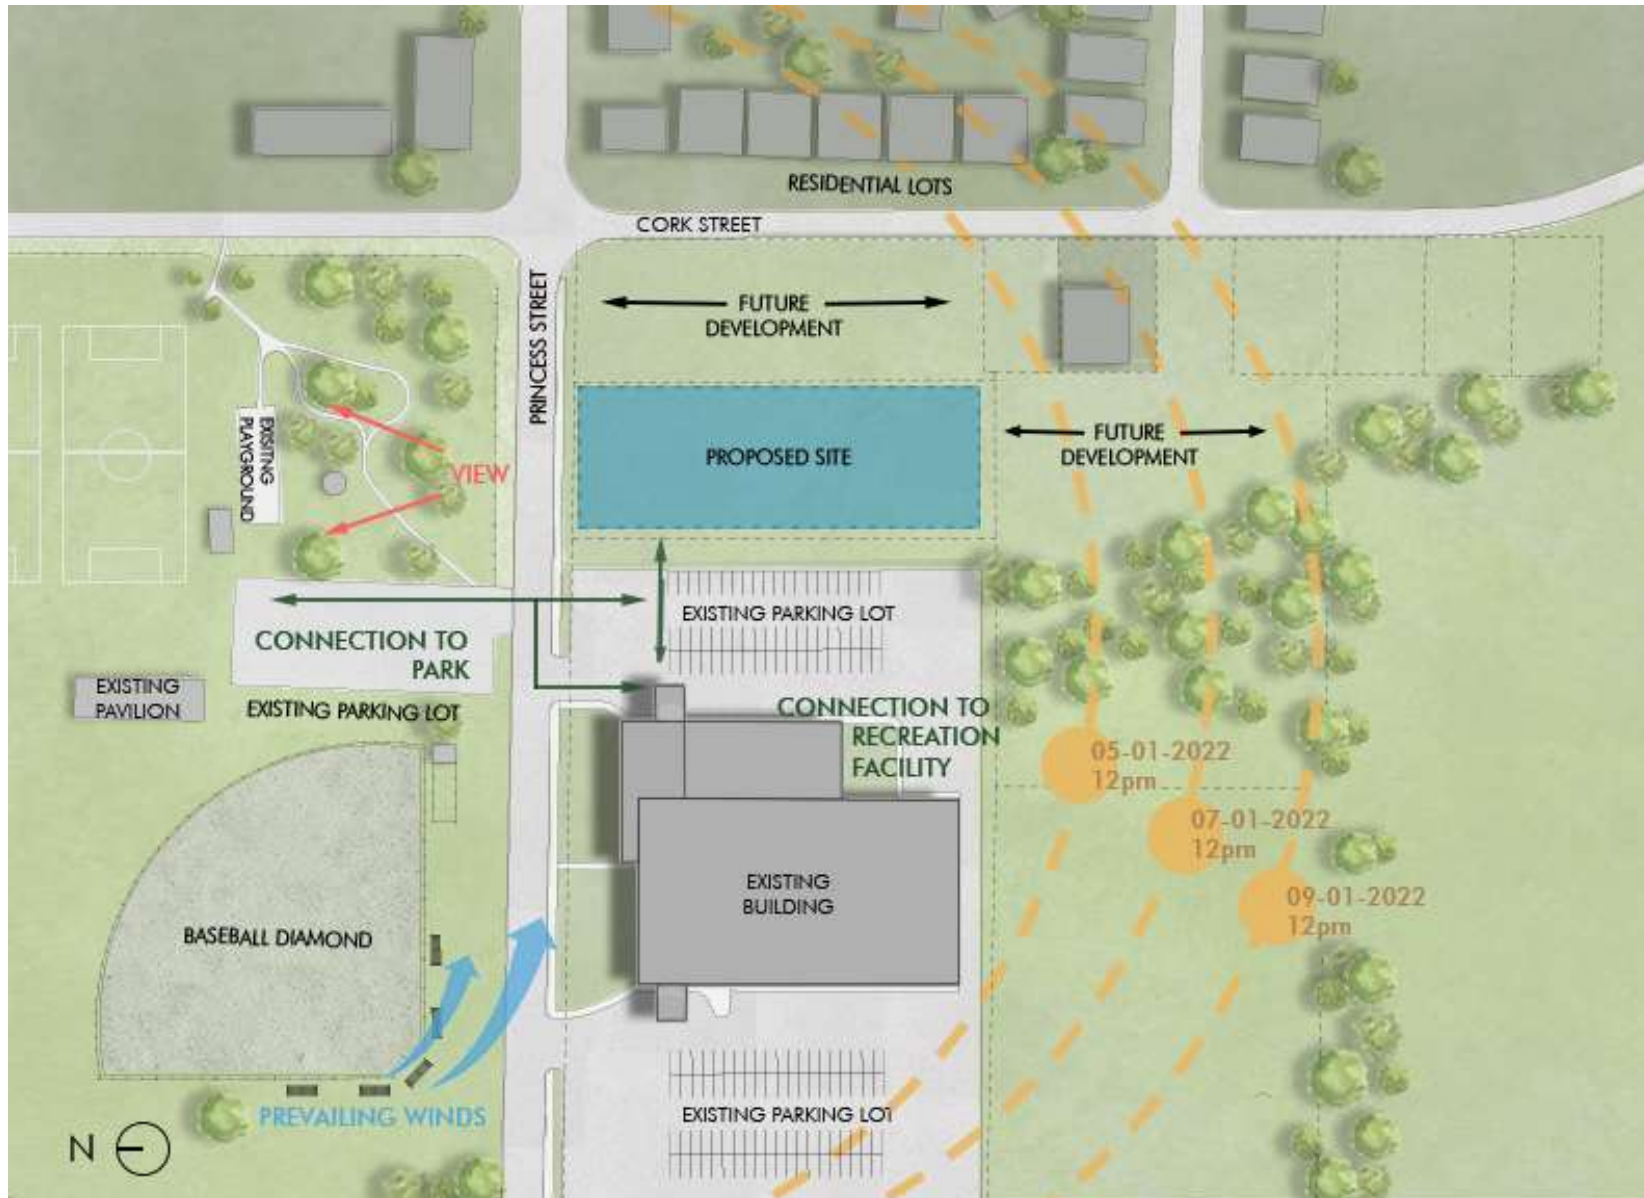 RESIDENTIAL LOTS
CORK STREET
PRINCESS STREET
FUTURE
DEVELOPMENT
EXISITNG
PLAYGROUND
VIEW
PROPOSED SITE
FUTURE
DEVELOPMENT
EXISTING PARKING LOT
CONNECTION TO
PARK
EXISTING
PAVILION
EXISTING PARKING LOT
CONNECTION TO
RECREATION
FACILITY
05-01-2022
12pm
07-01-2022
12pm
09-01-2022
12pm
EXISTING
BUILDING
BASEBALL DIAMOND
PREVAILING WINDS
EXISTING PARKING LOT
N